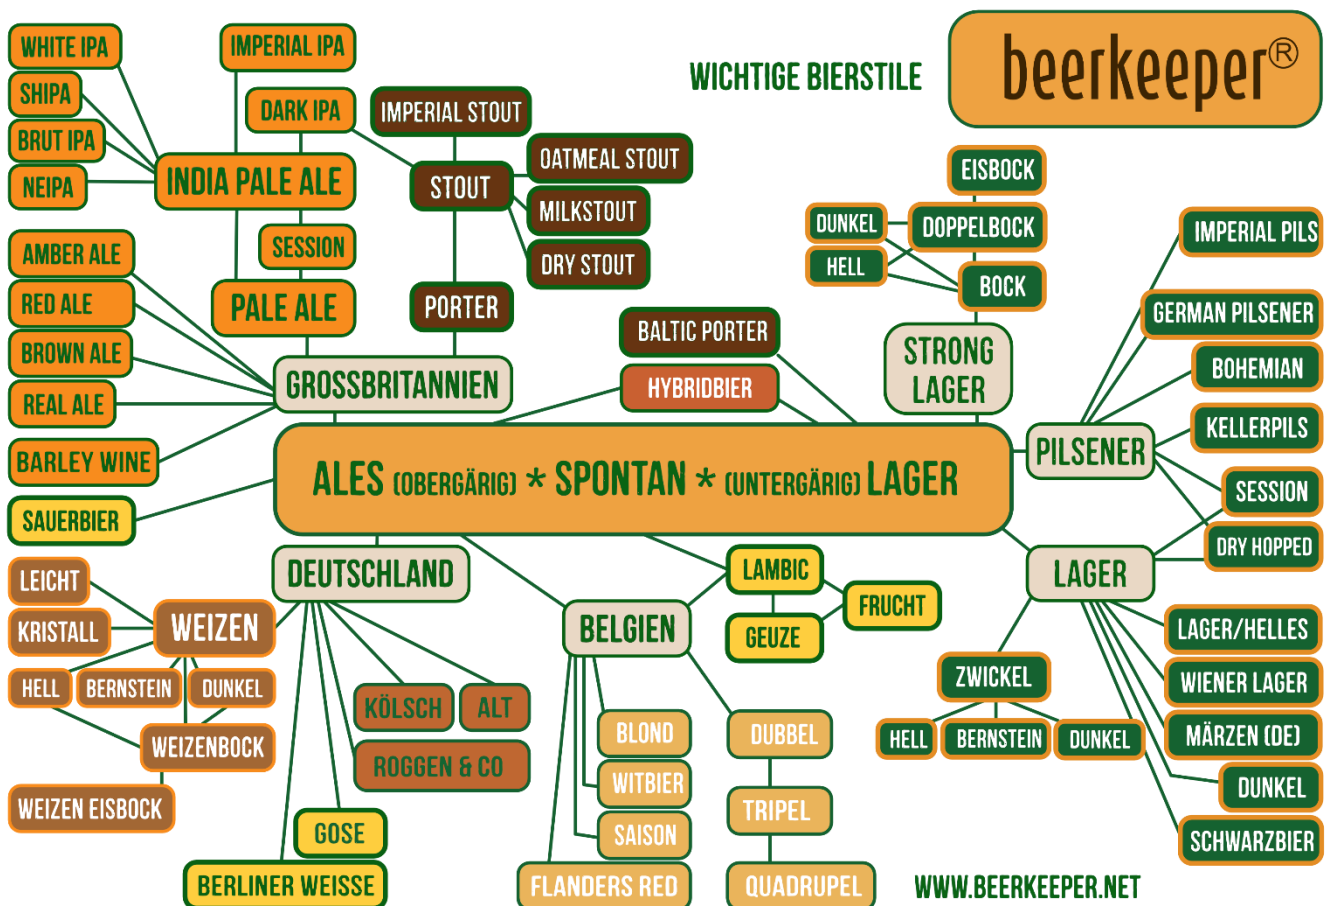 WICHTIGE BIERSTILE
beerkeeper®
WHITE IPA
SHIPA
BRUT IPA
NEIPA
IMPERIAL IPA
DARK IPA
INDIA PALE ALE
SESSION
PALE ALE
AMBER ALE
RED ALE
BROWN ALE
REAL ALE
BARLEY WINE
SAUERBIER
IMPERIAL STOUT
STOUT
OATMEAL STOUT
MILKSTOUT
DRY STOUT
PORTER
GROSSBRITANNIEN
BALTIC PORTER
HYBRIDBIER
EISBOCK
DUNKEL
DOPPELBOCK
HELL
BOCK
STRONG
LAGER
IMPERIAL PILS
GERMAN PILSENER
BOHEMIAN
KELLERPILS
PILSENER
SESSION
DRY HOPPED
ALES (OBERGÄRIG) * SPONTAN * (UNTERGÄRIG) LAGER
DEUTSCHLAND
LEICHT
KRISTALL
WEIZEN
HELL
BERNSTEIN
DUNKEL
WEIZENBOCK
WEIZEN EISBOCK
KÖLSCH
ALT
ROGGEN & CO
GOSE
BERLINER WEISSE
BELGIEN
LAMBIC
GEUZE
FRUCHT
BLOND
WITBIER
SAISON
FLANDERS RED
DUBBEL
TRIPEL
QUADRUPEL
LAGER
ZWICKEL
HELL
BERNSTEIN
DUNKEL
LAGER/HELLES
WIENER LAGER
MÄRZEN (DE)
DUNKEL
SCHWARZBIER
WWW.BEERKEEPER.NET